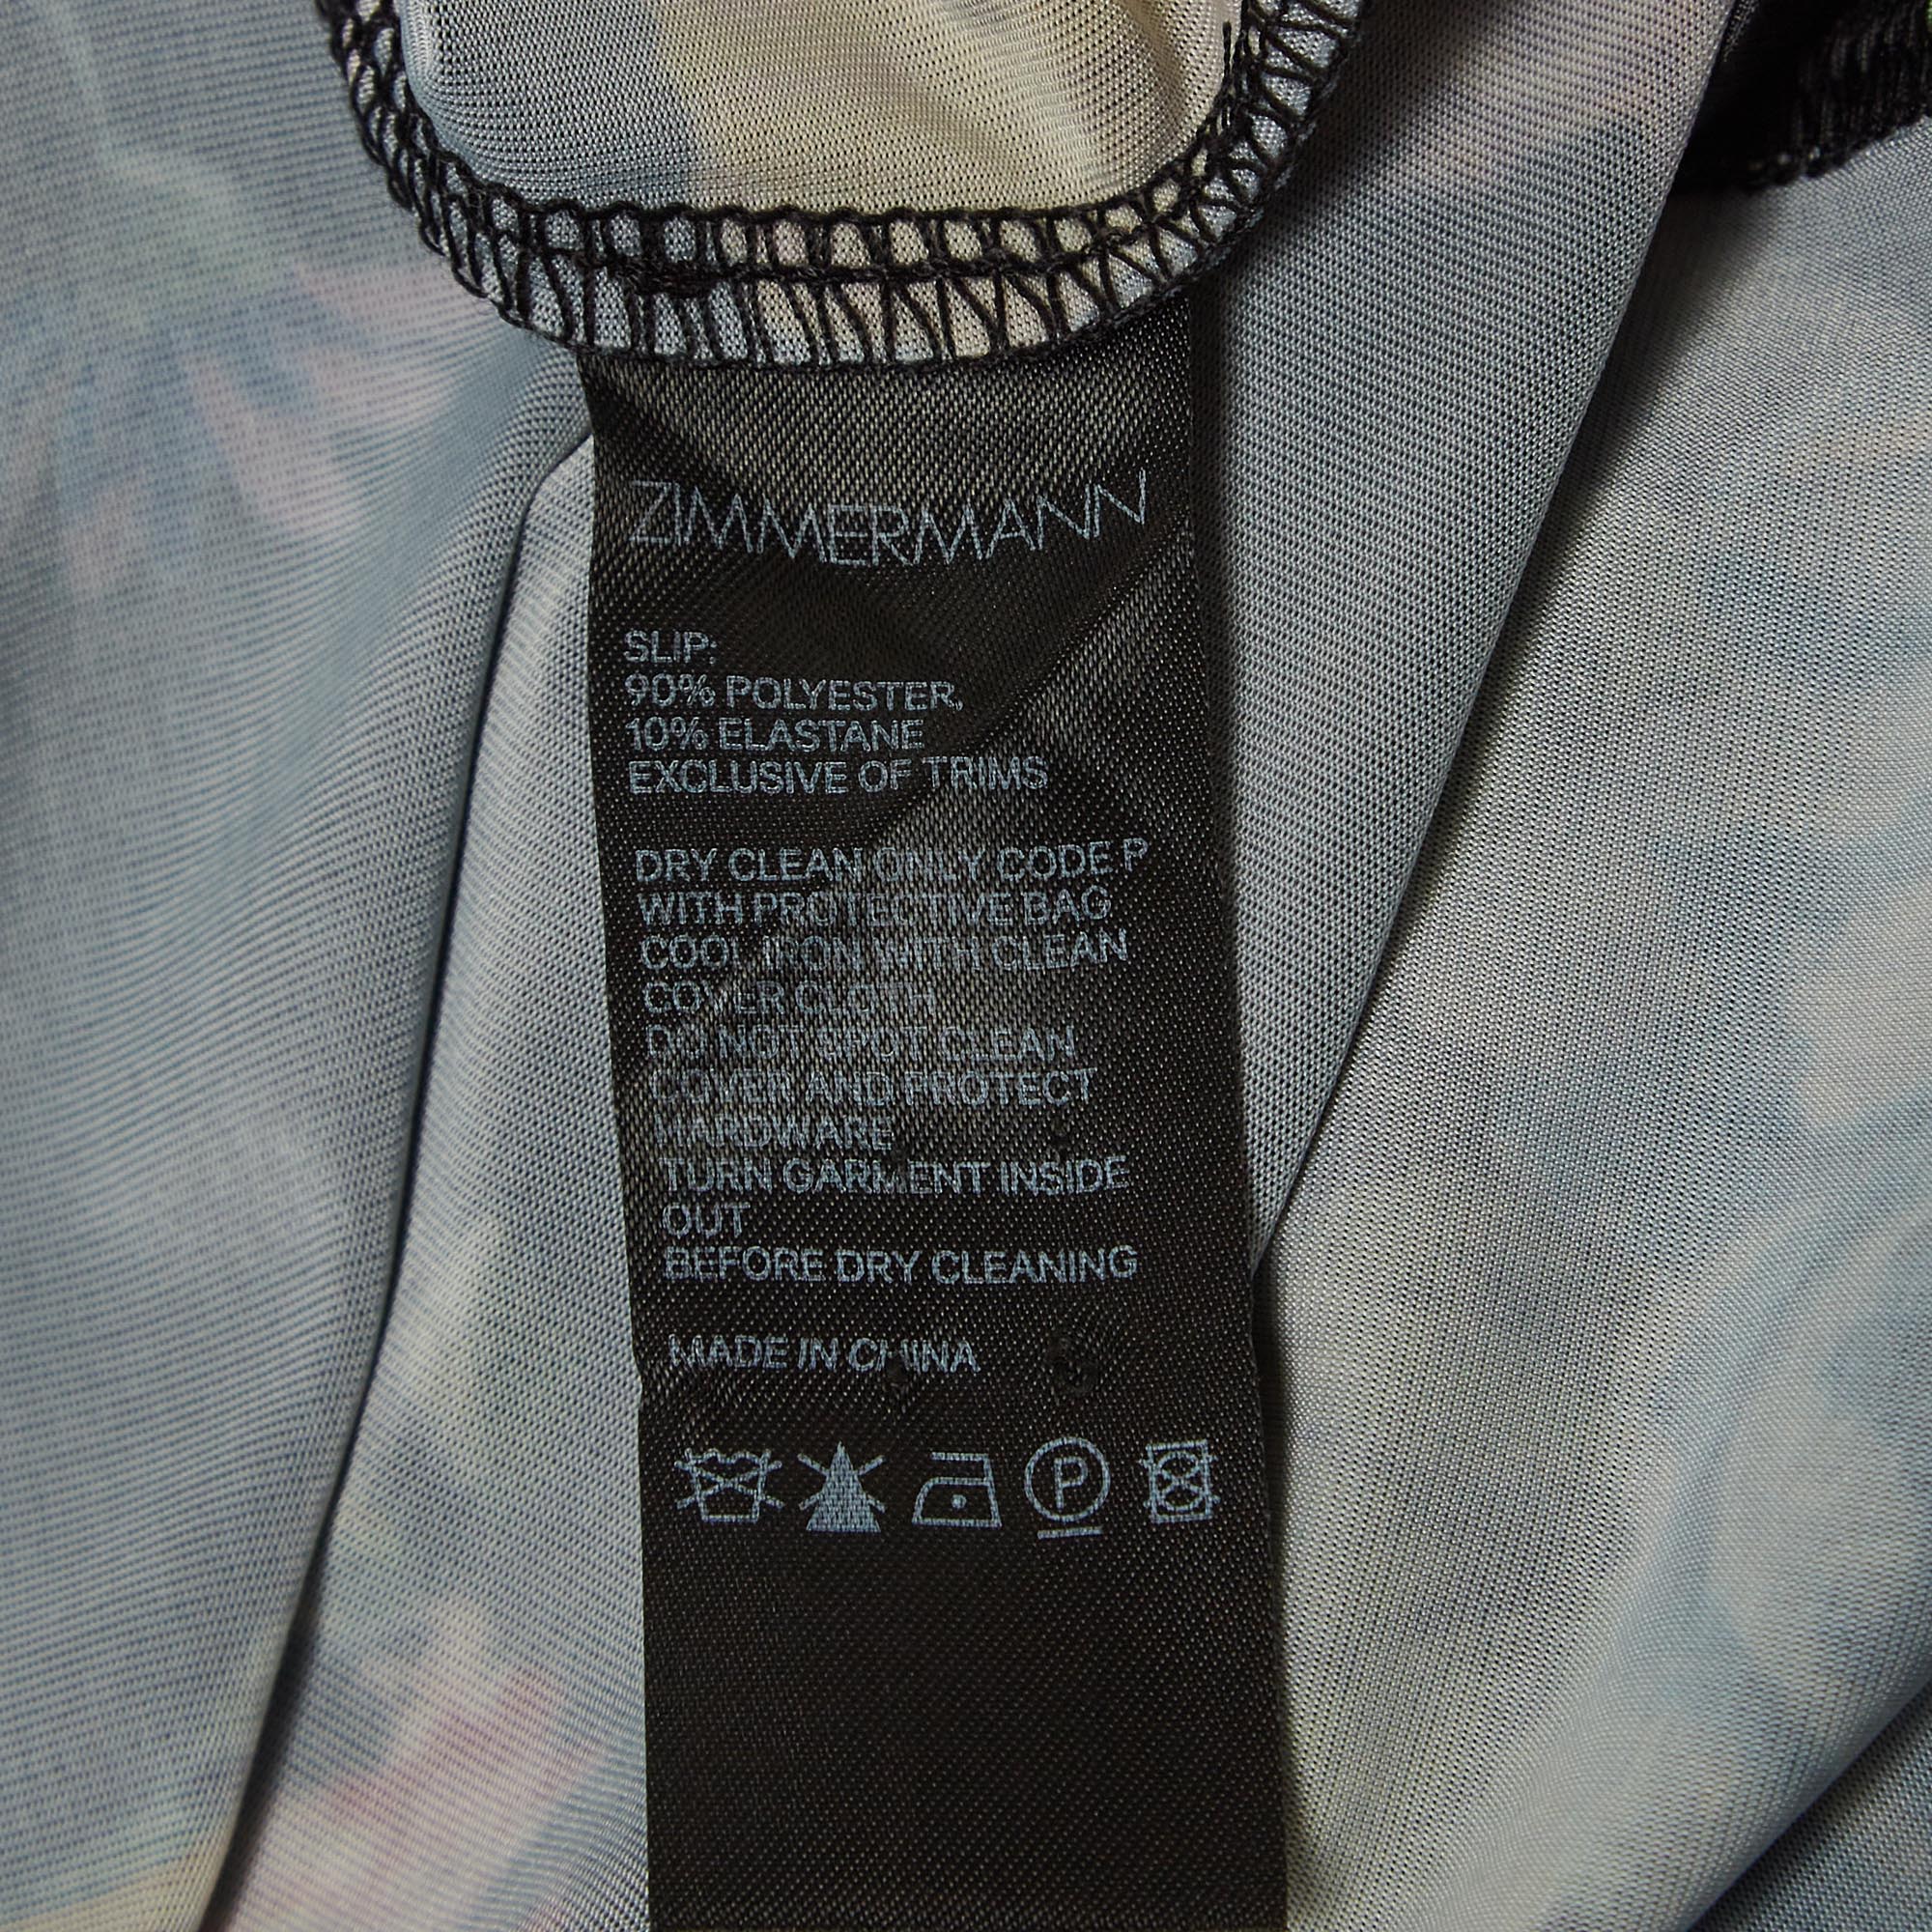 ZIMMERMANN
SLIP:
90% POLYESTER,
10% ELASTANE
EXCLUSIVE OF TRIMS
DRY CLEAN ONLY CODE P
WITH PROTECTIVE BAG
COOL IRON WITH CLEAN
COVER CLOTH
DO NOT SPOT CLEAN
COVER AND PROTECT
HARDWARE
TURN GARMENT INSIDE
OUT
BEFORE DRY CLEANING
MADE IN CHINA
P